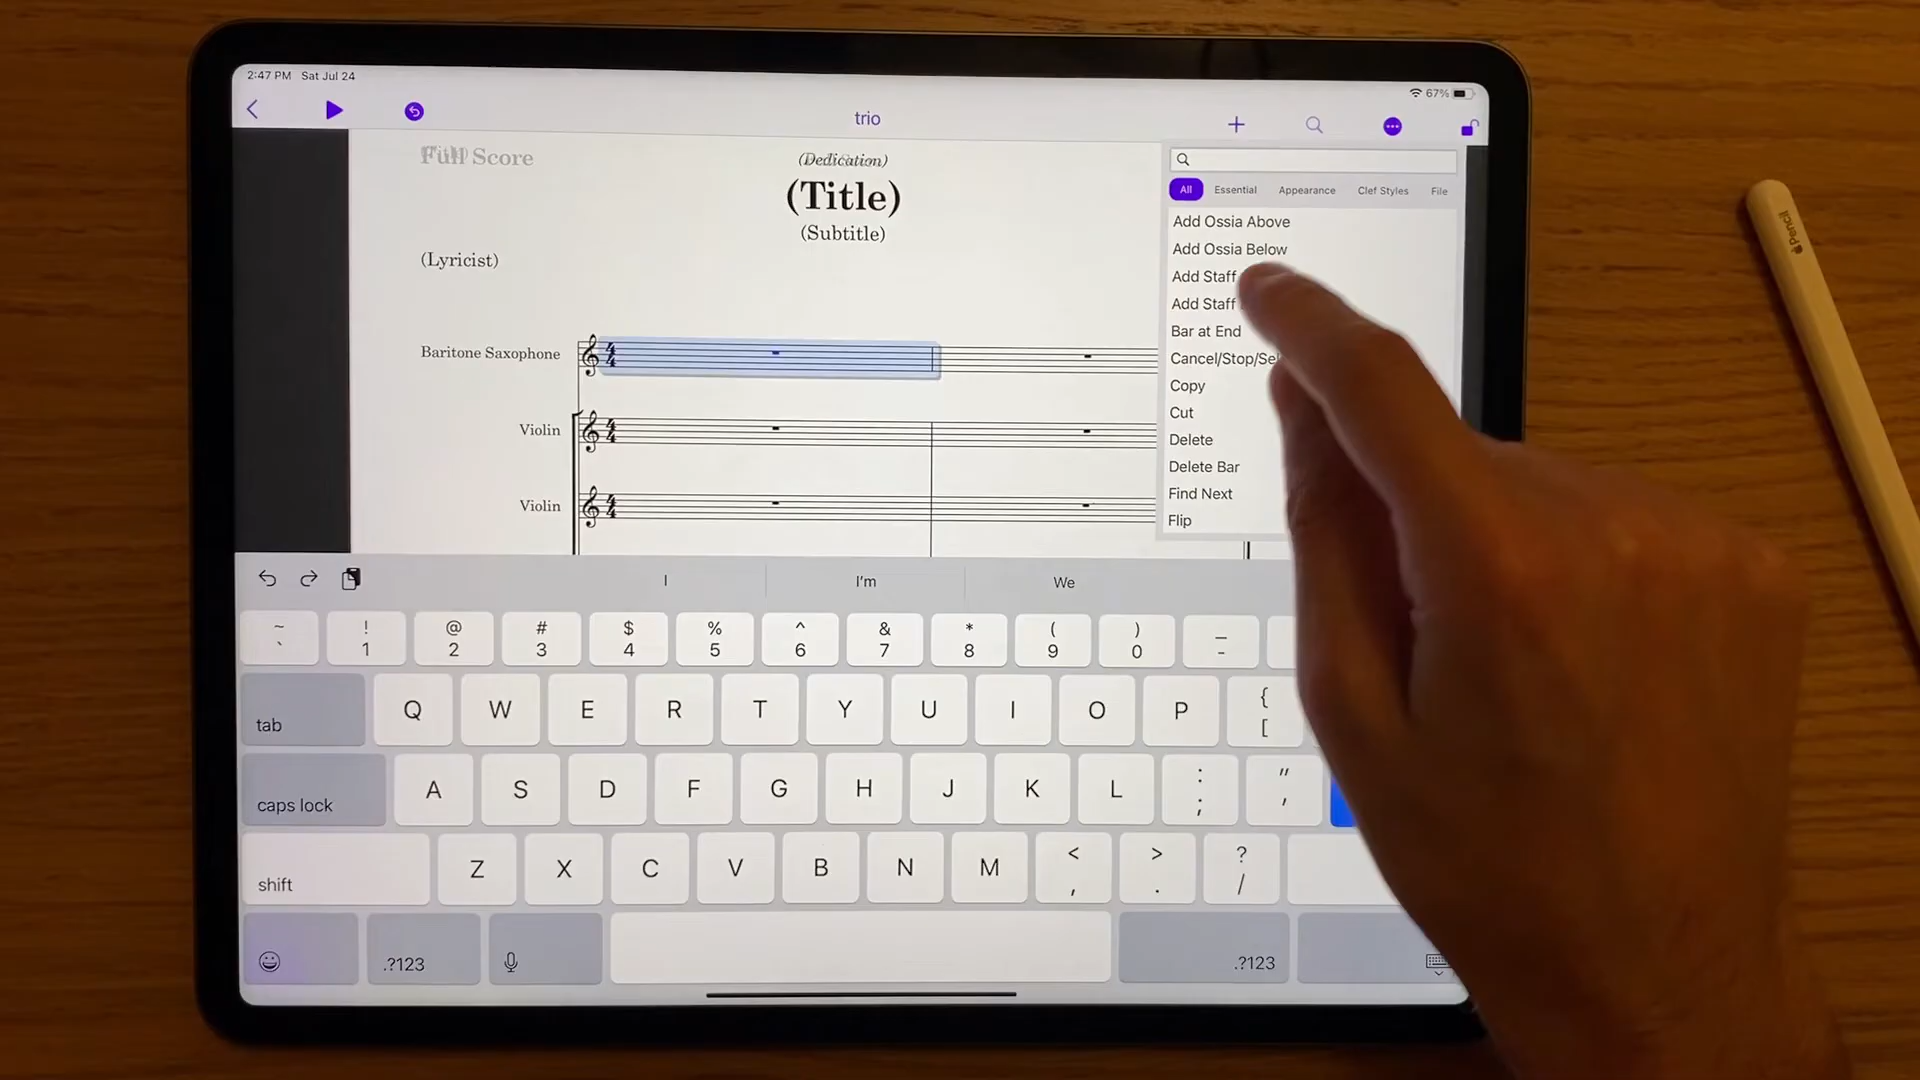 2:47 PM Sat Jul 24
67%
trio
Full Score
(Dedication)
(Title)
(Subtitle)
(Lyricist)
Baritone Saxophone
Violin
Violin
All Essential Appearance Clef Styles File
Add Ossia Above
Add Ossia Below
Add Staff
Add Staff
Bar at End
Cancel/Stop/Sel
Copy
Cut
Delete
Delete Bar
Find Next
Flip
I I'm We
~ ! @ # $ % ^ & * ( ) _
` 1 2 3 4 5 6 7 8 9 0 -
tab Q W E R T Y U I O P { [
caps lock A S D F G H J K L : ; " '
shift Z X C V B N M < , > . ? /
.?123 .?123
Pencil